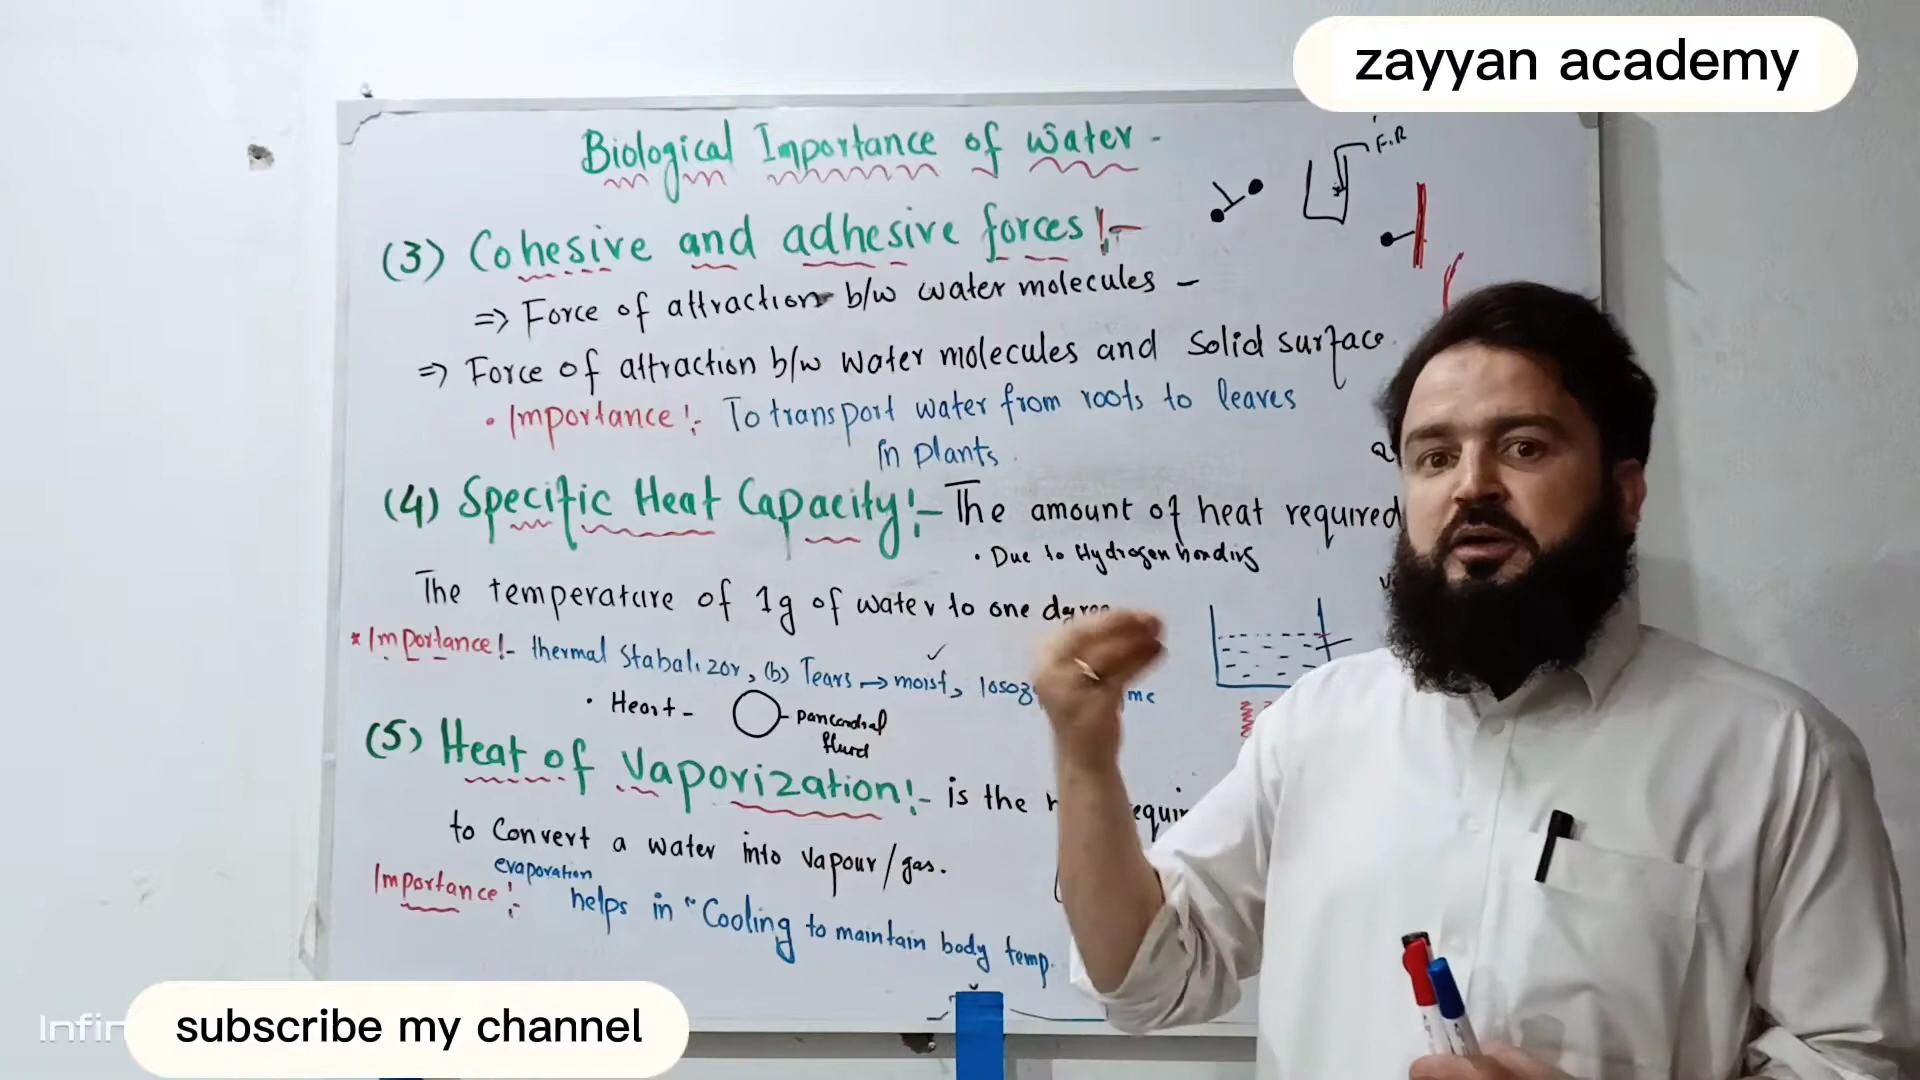 zayyan academy
Biological Importance of water -
F.R
(3) Cohesive and adhesive forces!-
=> Force of attraction b/w water molecules -
=> Force of attraction b/w water molecules and Solid surface.
• Importance!- To transport water from roots to leaves
in plants.
(4) Specific Heat Capacity!- The amount of heat required
• Due to Hydrogen bonding
The temperature of 1g of water to one degree
* Importance!- thermal Stabalizor, (b) Tears → moist,
• Heart -
fluid
(5) Heat of Vaporization!- is the
to Convert a water into vapour/gas.
evaporation
Importance!- helps in "Cooling to maintain body temp.
subscribe my channel
Infin